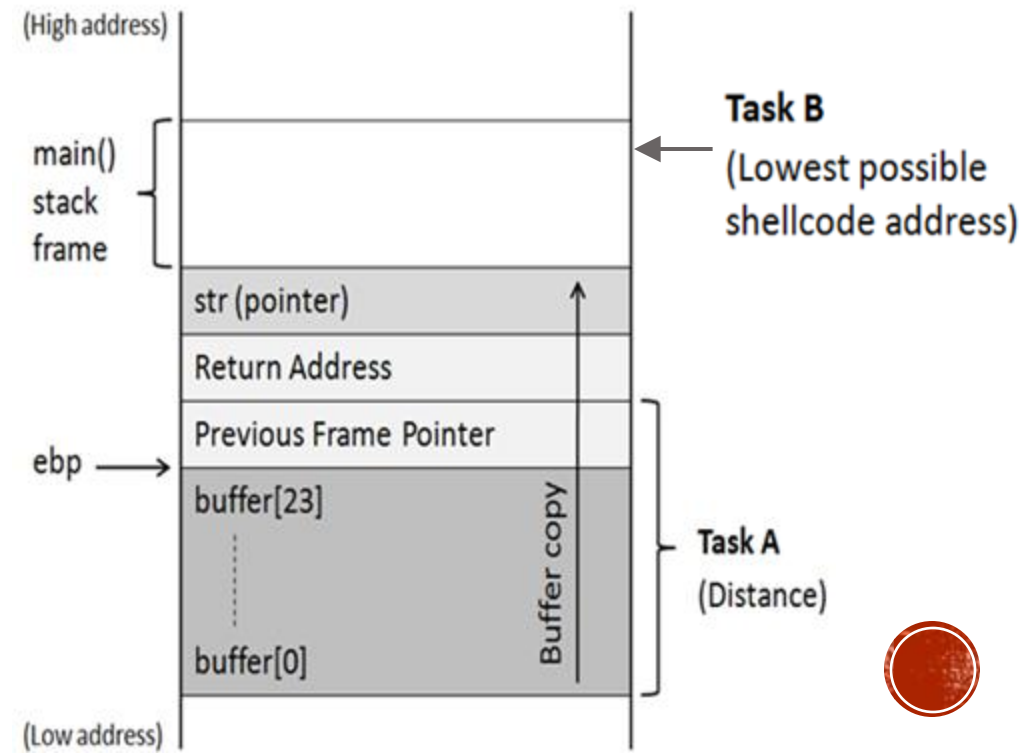 (High address)
main()
stack
frame
Task B
(Lowest possible
shellcode address)
str (pointer)
Return Address
Previous Frame Pointer
ebp
buffer[23]
buffer[0]
Buffer copy
Task A
(Distance)
(Low address)